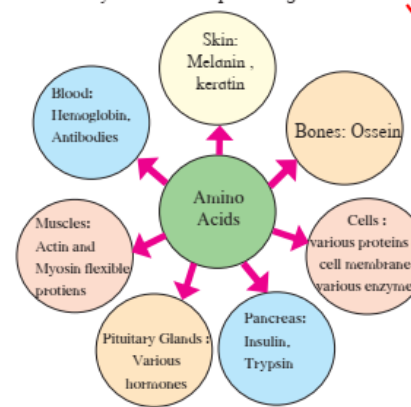 Skin:
Melanin ,
keratin
Blood:
Hemoglobin,
Antibodies
Bones: Ossein
Amino
Acids
Muscles:
Actin and
Myosin flexible
protiens
Cells :
various proteins
cell membrane
various enzyme
Pituitary Glands :
Various
hormones
Pancreas:
Insulin,
Trypsin